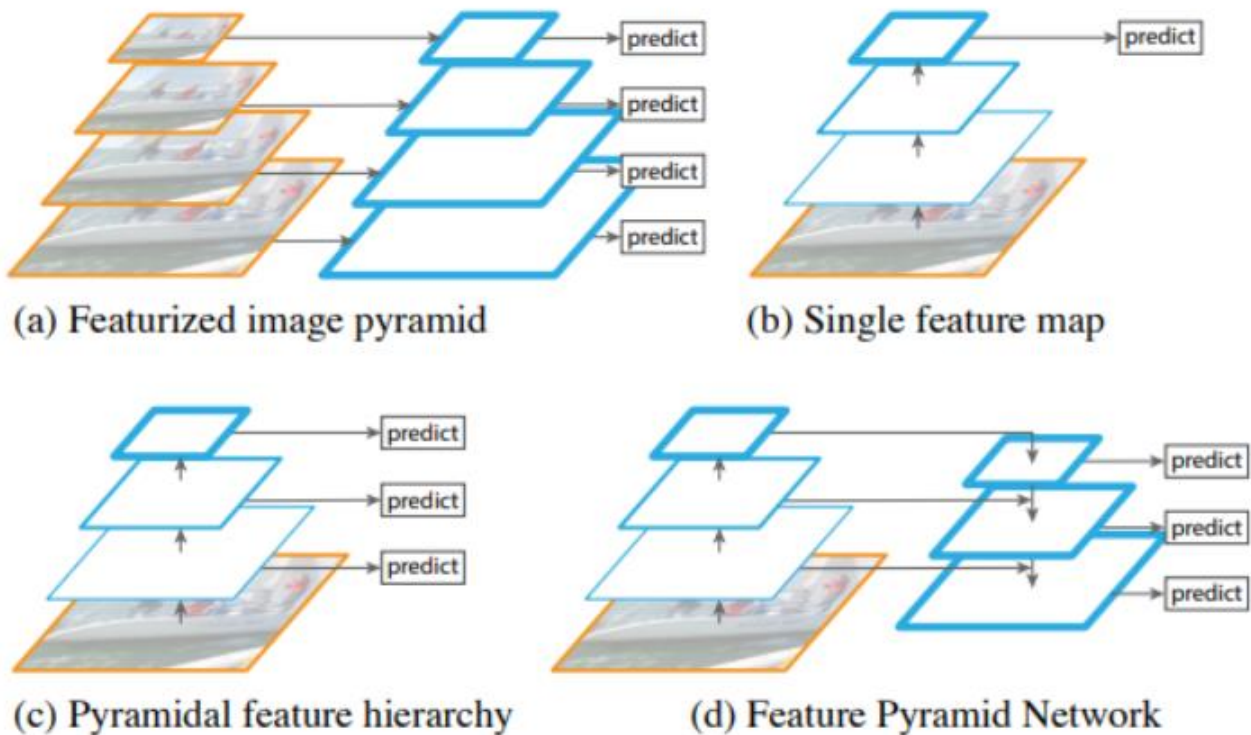 predict
predict
predict
predict
(a) Featurized image pyramid
predict
(b) Single feature map
predict
predict
predict
(c) Pyramidal feature hierarchy
predict
predict
predict
(d) Feature Pyramid Network